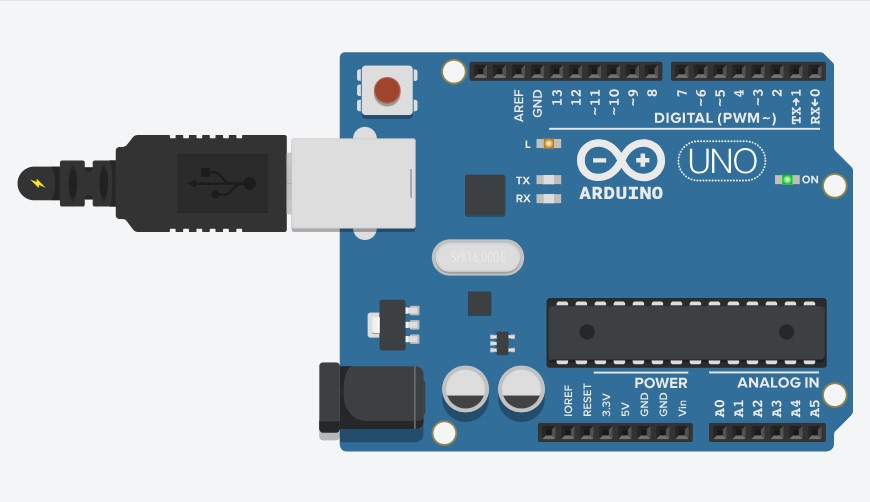 AREF
GND
13
12
~11
~10
~9
8
7
~6
~5
4
~3
2
TX→1
RX←0
DIGITAL (PWM~)
L
TX
RX
ARDUINO
UNO
ON
SPK16.000G
POWER
ANALOG IN
IOREF
RESET
3.3V
5V
GND
GND
Vin
A0
A1
A2
A3
A4
A5